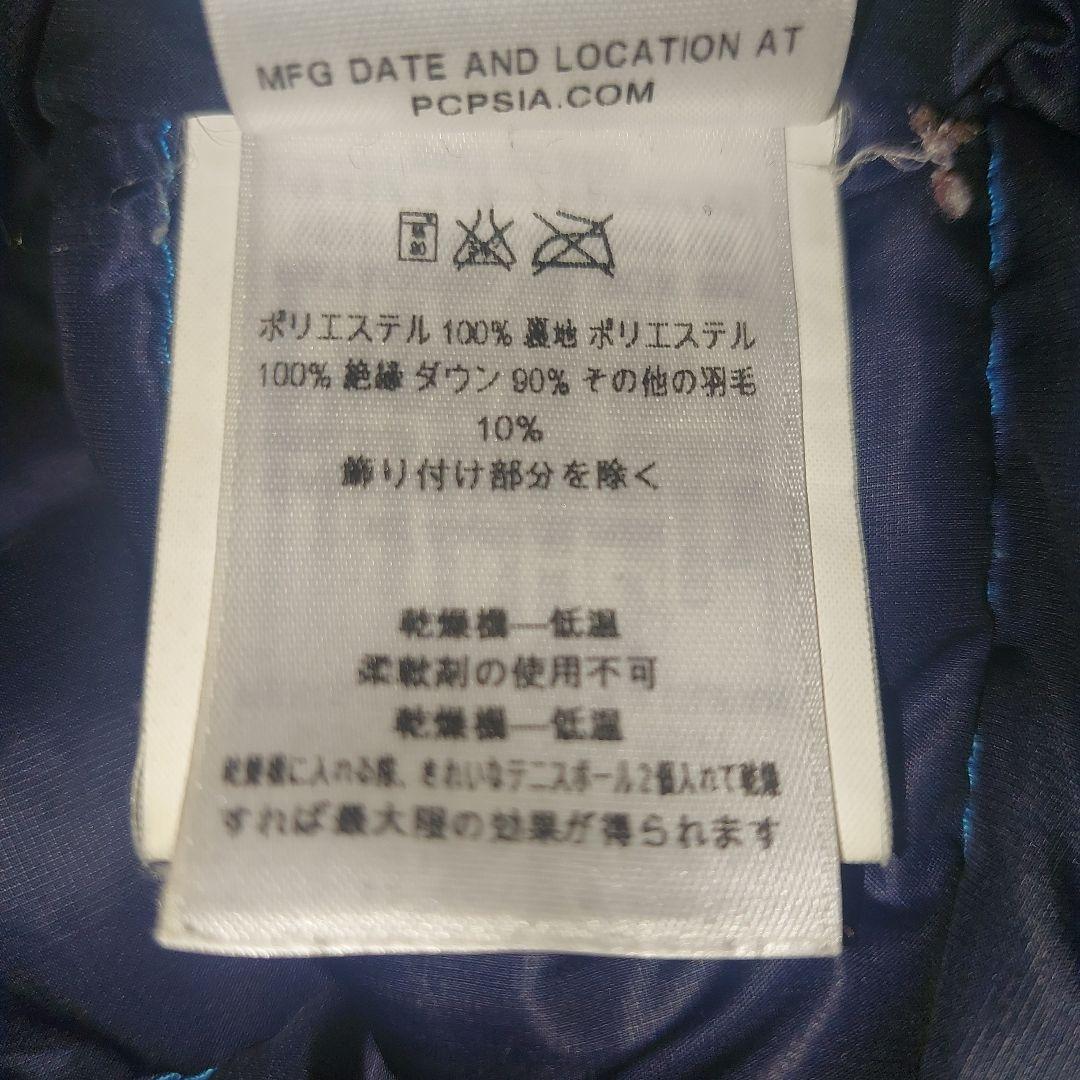 MFG DATE AND LOCATION AT
PCPSIA.COM
ポリエステル 100% 裏地 ポリエステル
100% 絶縁 ダウン 90% その他の羽毛
10%
飾り付け部分を除く
乾燥機—低温
柔軟剤の使用不可
乾燥機—低温
乾燥機に入れる際、きれいなテニスボール2個入れて乾燥
すれば最大限の効果が得られます